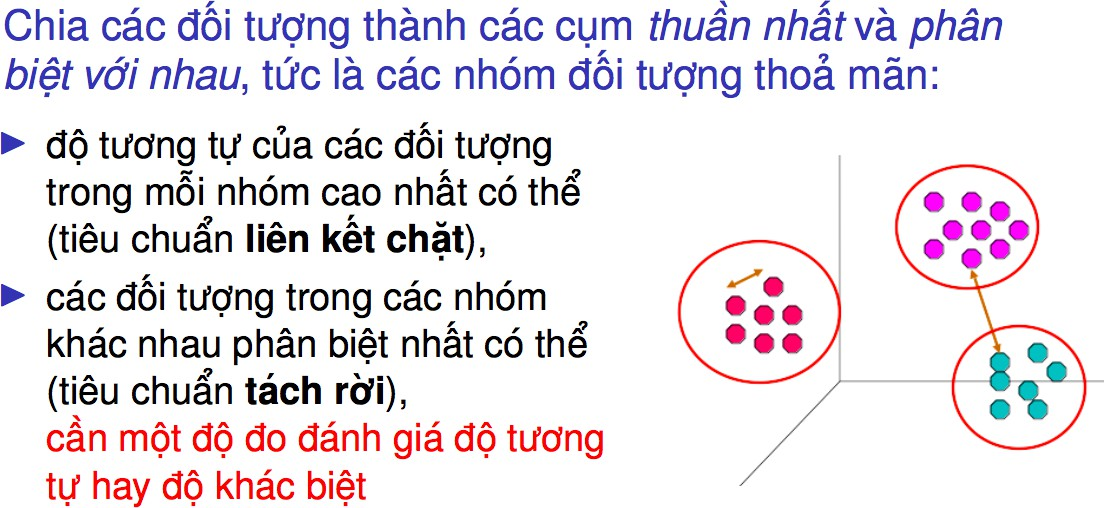 Chia các đối tượng thành các cụm thuần nhất và phân
biệt với nhau, tức là các nhóm đối tượng thoả mãn:
độ tương tự của các đối tượng
trong mỗi nhóm cao nhất có thể
(tiêu chuẩn liên kết chặt),
các đối tượng trong các nhóm
khác nhau phân biệt nhất có thể
(tiêu chuẩn tách rời),
cần một độ đo đánh giá độ tương
tự hay độ khác biệt